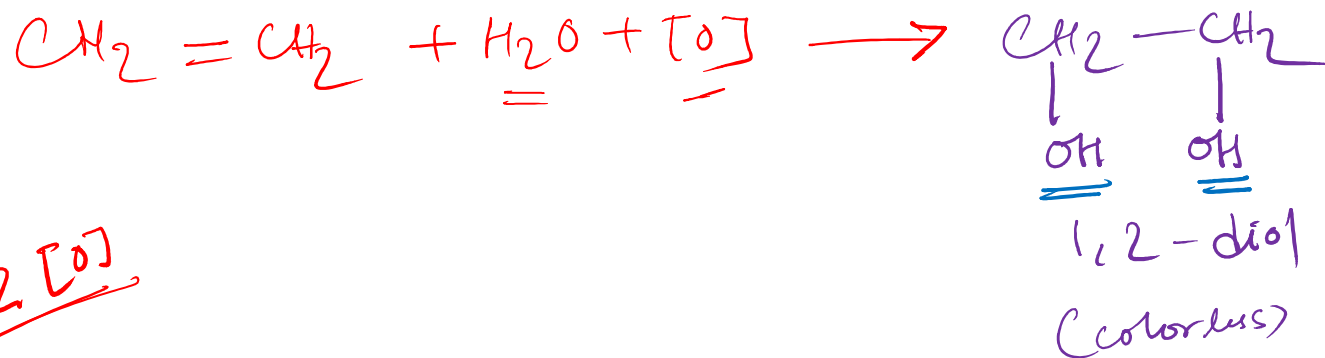 CH2 = CH2 + H2O + [O] ⟶ CH2 — CH2
OH OH
2 [O]
1,2 - diol
(colorless)